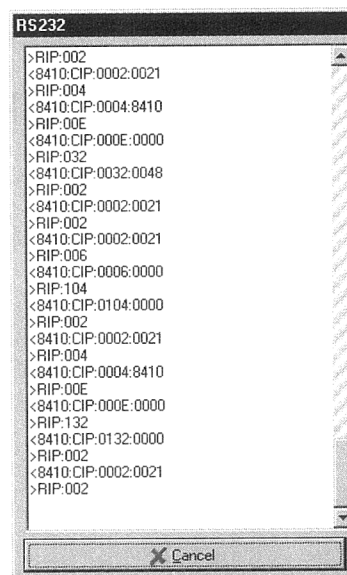 RS232
>RIP:002
<8410:CIP:0002:0021
>RIP:004
<8410:CIP:0004:8410
>RIP:00E
<8410:CIP:000E:0000
>RIP:032
<8410:CIP:0032:0048
>RIP:002
<8410:CIP:0002:0021
>RIP:002
<8410:CIP:0002:0021
>RIP:006
<8410:CIP:0006:0000
>RIP:104
<8410:CIP:0104:0000
>RIP:002
<8410:CIP:0002:0021
>RIP:004
<8410:CIP:0004:8410
>RIP:00E
<8410:CIP:000E:0000
>RIP:132
<8410:CIP:0132:0000
>RIP:002
<8410:CIP:0002:0021
>RIP:002
Cancel